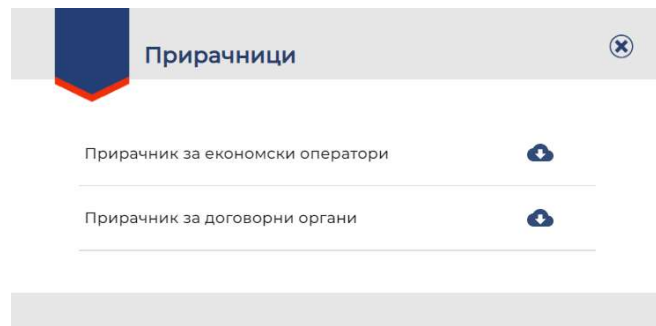 Прирачници
Прирачник за економски оператори
Прирачник за договорни органи